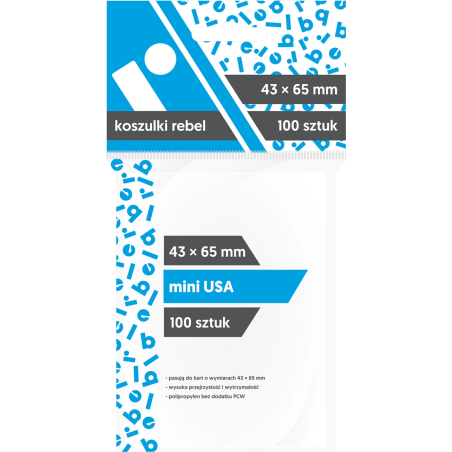 43 × 65 mm
koszulki rebel
100 sztuk
43 × 65 mm
mini USA
100 sztuk
- pasują do kart o wymiarach 43 × 65 mm
- wysoka przejrzystość i wytrzymałość
- polipropylen bez dodatku PCW